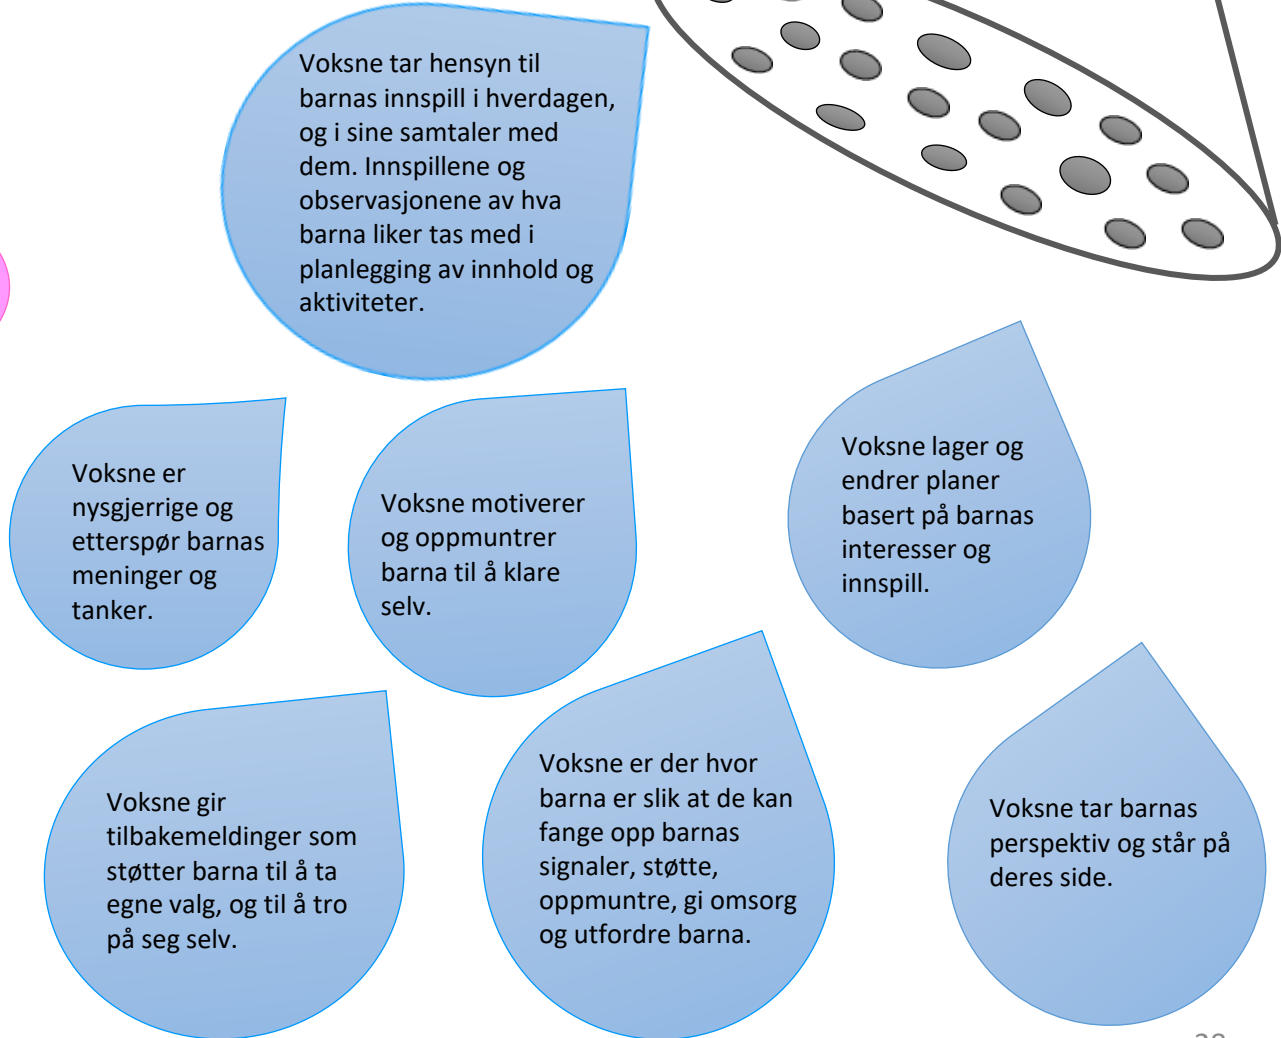 Voksne tar hensyn til
barnas innspill i hverdagen,
og i sine samtaler med
dem. Innspillene og
observasjonene av hva
barna liker tas med i
planlegging av innhold og
aktiviteter.
Voksne er
nysgjerrige og
etterspør barnas
meninger og
tanker.
Voksne motiverer
og oppmuntrer
barna til å klare
selv.
Voksne lager og
endrer planer
basert på barnas
interesser og
innspill.
Voksne gir
tilbakemeldinger som
støtter barna til å ta
egne valg, og til å tro
på seg selv.
Voksne er der hvor
barna er slik at de kan
fange opp barnas
signaler, støtte,
oppmuntre, gi omsorg
og utfordre barna.
Voksne tar barnas
perspektiv og står på
deres side.